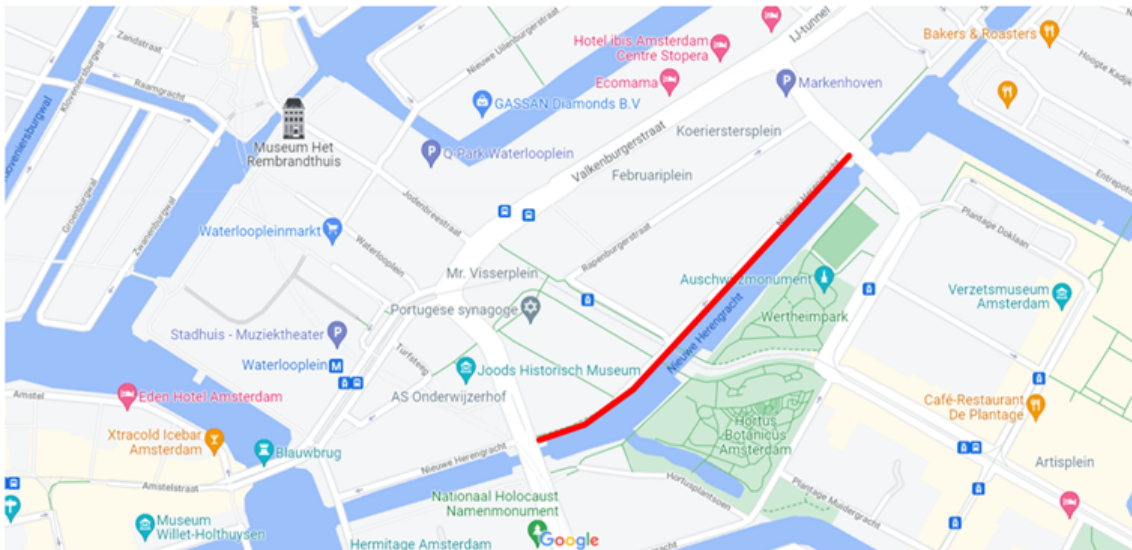 IJ-tunnel
Bakers & Roasters
Hotel ibis Amsterdam
Centre Stopera
Zandstraat
Nieuwe Uilenburgerstraat
Hoogte Kadijk
Kloveniersburgwal
Raamgracht
Ecomama
Markenhoven
GASSAN Diamonds B.V
Kloveniersburgwal
Museum Het
Rembrandthuis
Koerierstersplein
Q-Park Waterlooplein
Valkenburgerstraat
Februariplein
Nieuwe Herengracht
Entrepotd
Groenburgwal
Zwanenburgwal
Jodenbreestraat
Plantage Doklaan
Waterloopleinmarkt
Waterlooplein
Rapenburgerstraat
Mr. Visserplein
Auschwitzmonument
Verzetsmuseum
Amsterdam
Portugese synagoge
Wertheimpark
Stadhuis - Muziektheater
Turfsteeg
Nieuwe Herengracht
Waterlooplein
M
Joods Historisch Museum
Amstel
Eden Hotel Amsterdam
AS Onderwijzerhof
Café-Restaurant
De Plantage
Hortus
Botanicus
Amsterdam
Xtracold Icebar
Amsterdam
Blauwbrug
Nieuwe Herengracht
Artisplein
Amstelstraat
Hortusplantsoen
Plantage Muidergracht
Nationaal Holocaust
Namenmonument
Museum
Willet-Holthuysen
Hermitage Amsterdam
Google